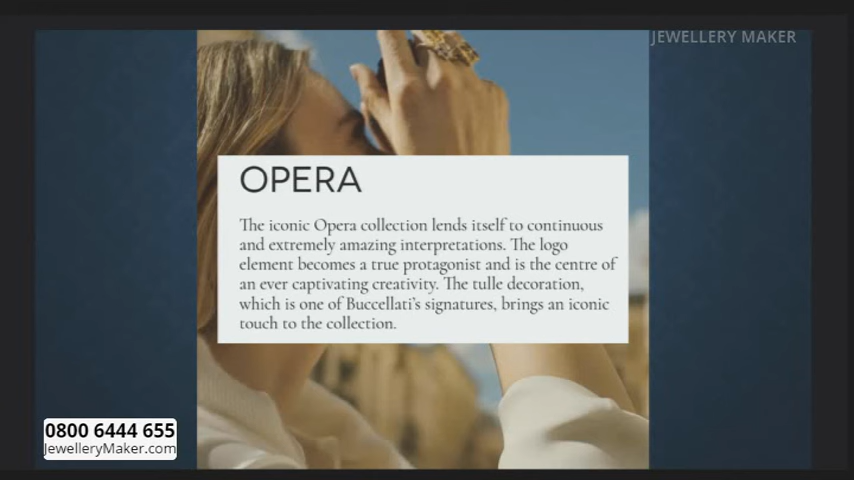 JEWELLERY MAKER
OPERA
The iconic Opera collection lends itself to continuous
and extremely amazing interpretations. The logo
element becomes a true protagonist and is the centre of
an ever captivating creativity. The tulle decoration,
which is one of Buccellati's signatures, brings an iconic
touch to the collection.
0800 6444 655
JewelleryMaker.com